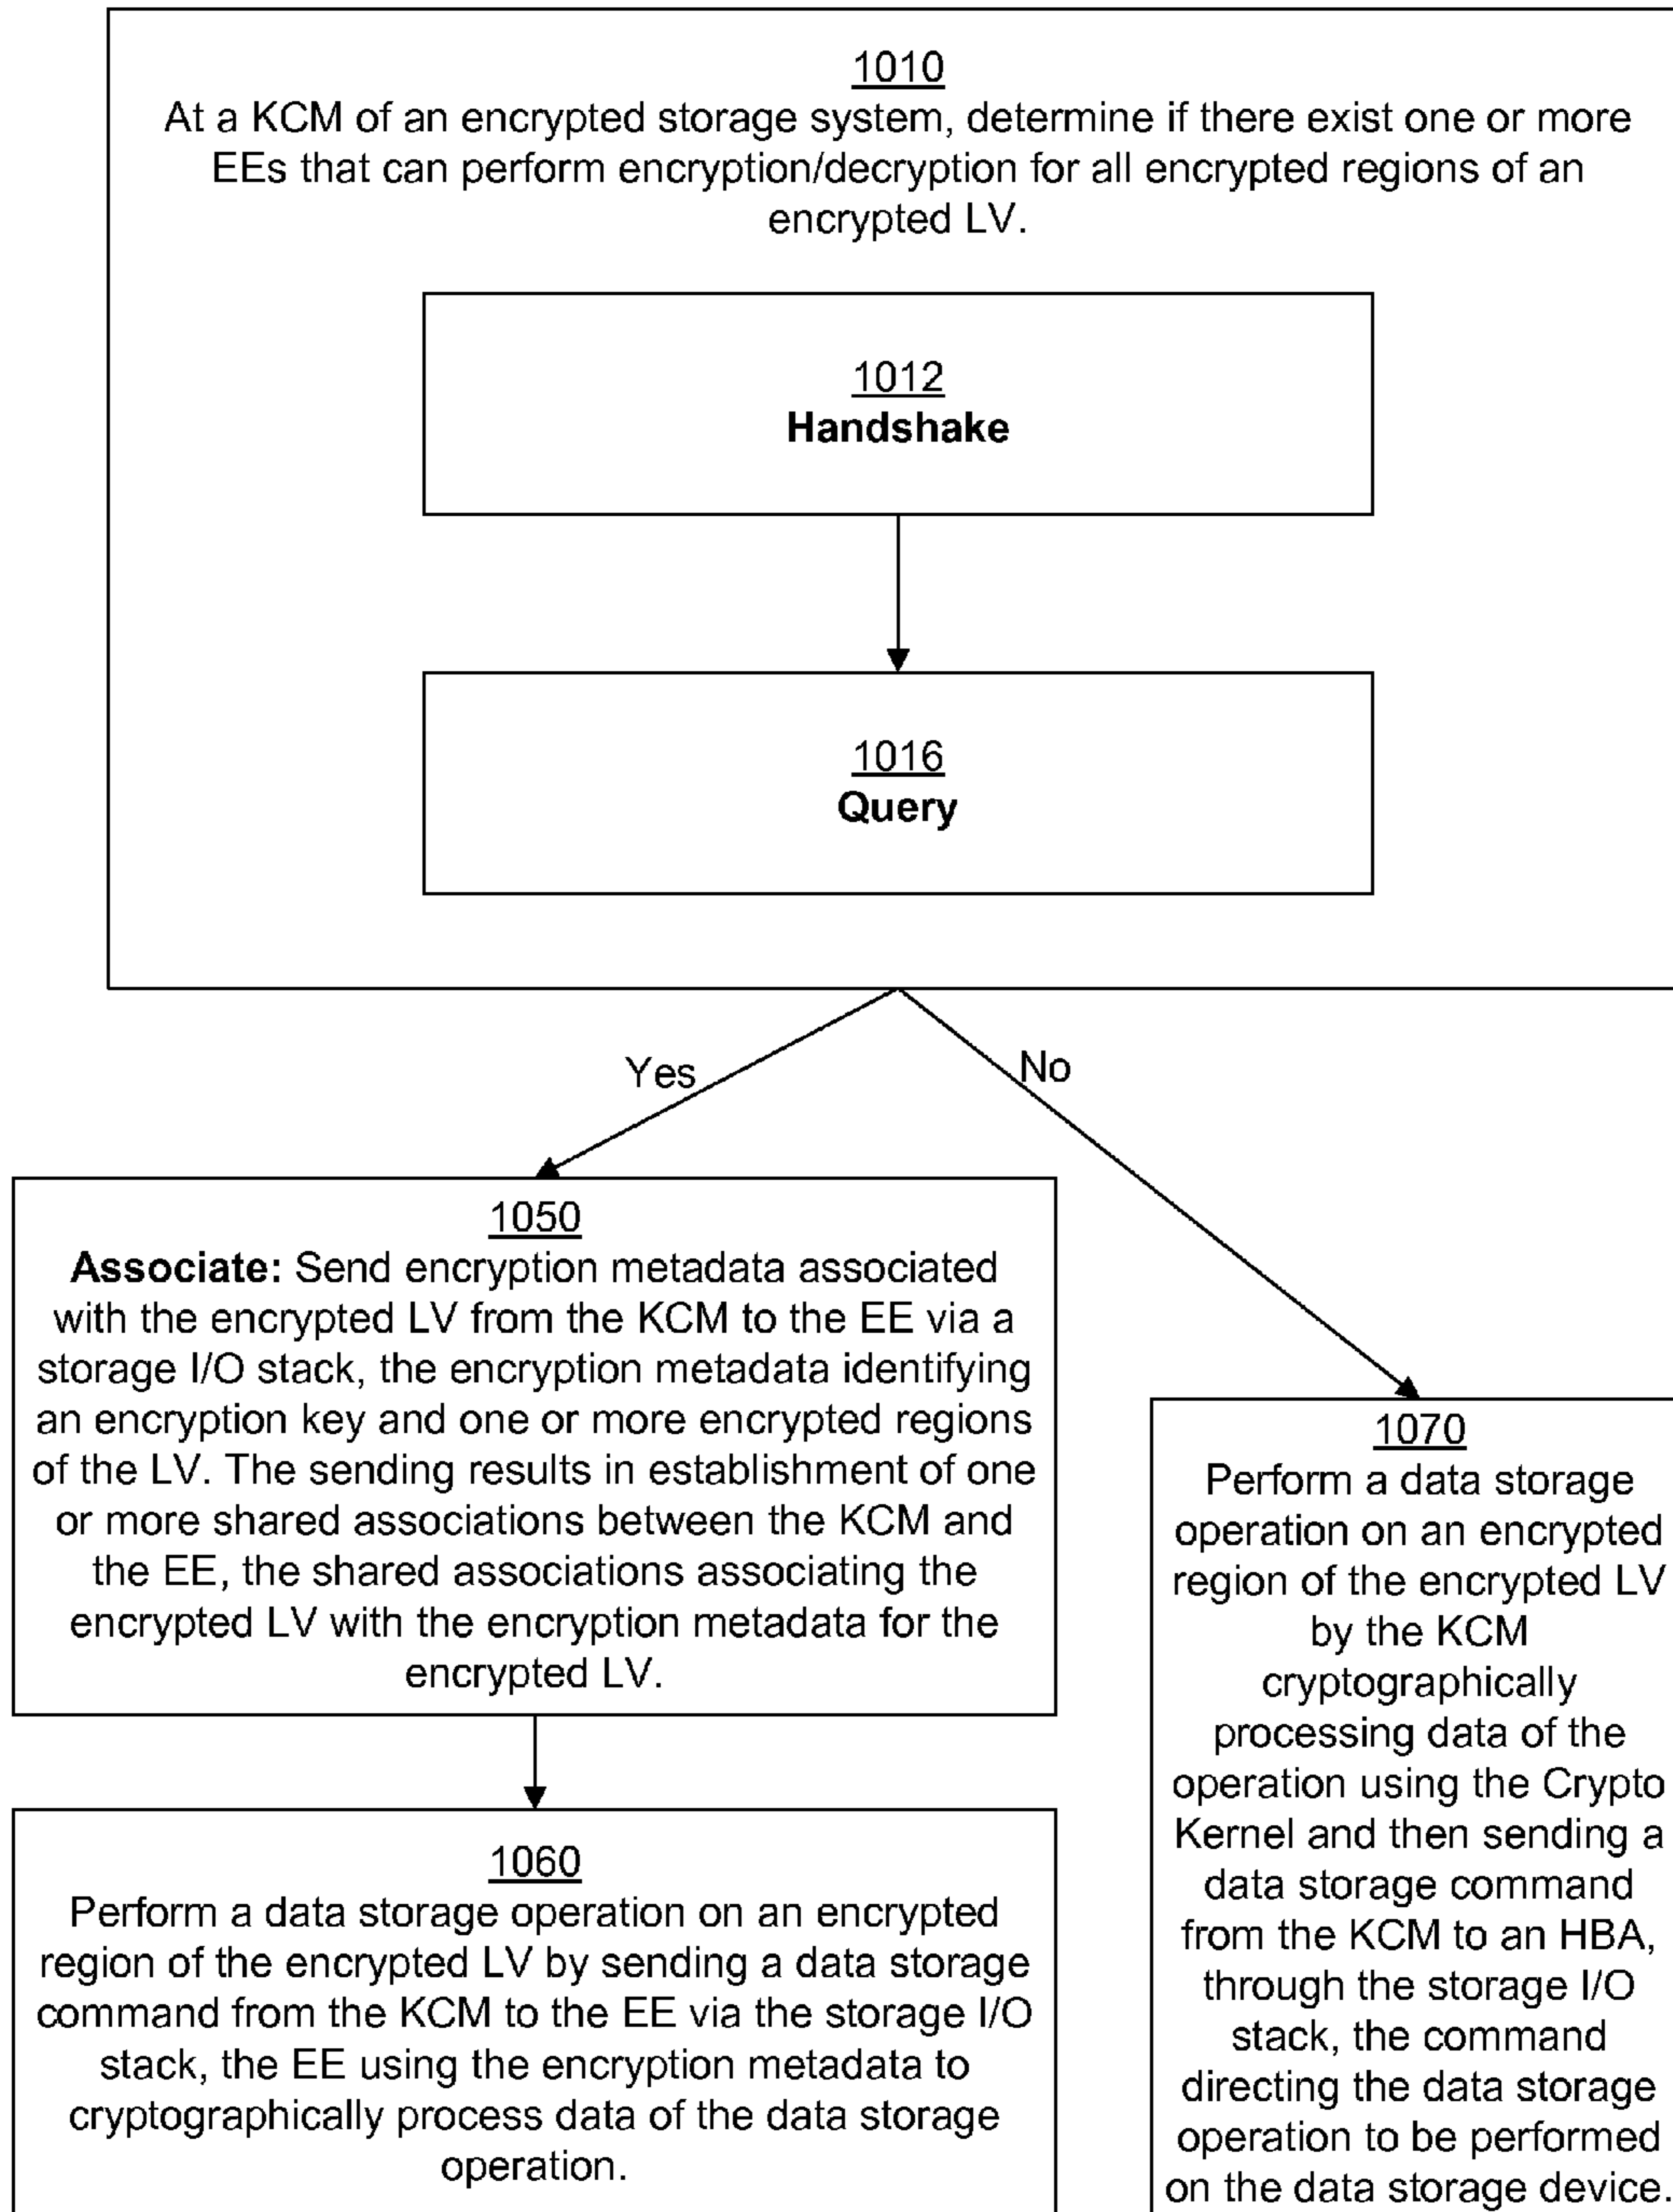 1010
At a KCM of an encrypted storage system, determine if there exist one or more
EEs that can perform encryption/decryption for all encrypted regions of an
encrypted LV.
1012
Handshake
1016
Query
Yes
No
1050
Associate: Send encryption metadata associated
with the encrypted LV from the KCM to the EE via a
storage I/O stack, the encryption metadata identifying
an encryption key and one or more encrypted regions
of the LV. The sending results in establishment of one
or more shared associations between the KCM and
the EE, the shared associations associating the
encrypted LV with the encryption metadata for the
encrypted LV.
1060
Perform a data storage operation on an encrypted
region of the encrypted LV by sending a data storage
command from the KCM to the EE via the storage I/O
stack, the EE using the encryption metadata to
cryptographically process data of the data storage
operation.
1070
Perform a data storage
operation on an encrypted
region of the encrypted LV
by the KCM
cryptographically
processing data of the
operation using the Crypto
Kernel and then sending a
data storage command
from the KCM to an HBA,
through the storage I/O
stack, the command
directing the data storage
operation to be performed
on the data storage device.